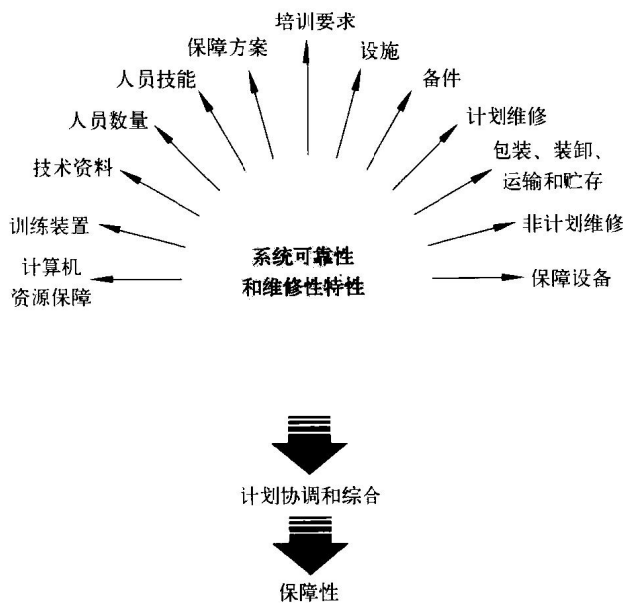 培训要求
保障方案
设施
人员技能
备件
人员数量
计划维修
技术资料
包装、装卸、
运输和贮存
训练装置
非计划维修
计算机
资源保障
系统可靠性
和维修性特性
保障设备
计划协调和综合
保障性